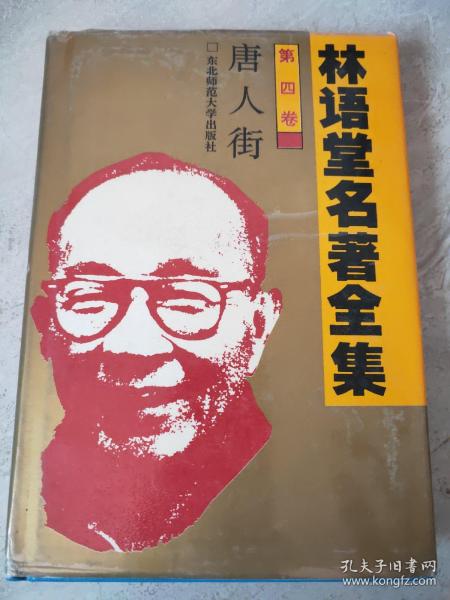 林语堂名著全集
第四卷
唐人街
□东北师范大学出版社
孔夫子旧书网
www.kongfz.com